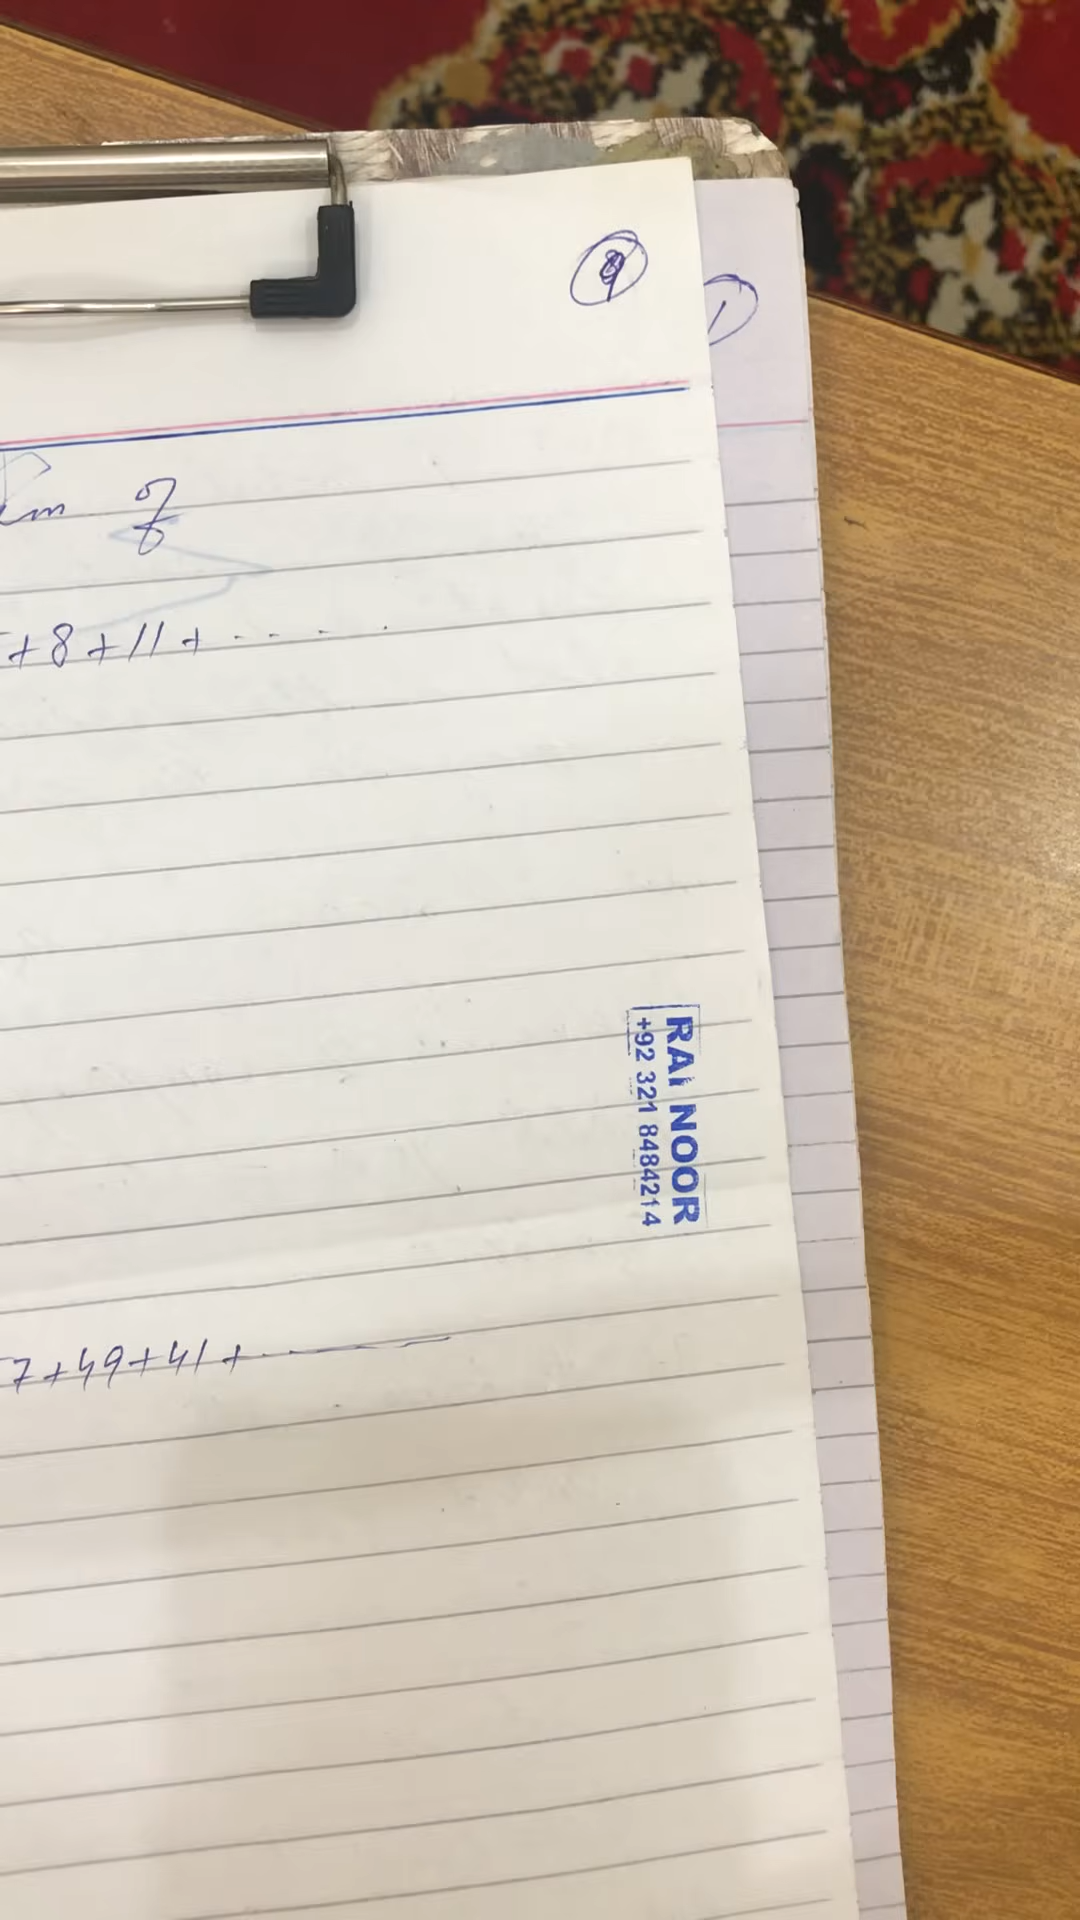 9
1
of
+8+11+.....
7+49+41+.
RAI NOOR
+92 321 8484214